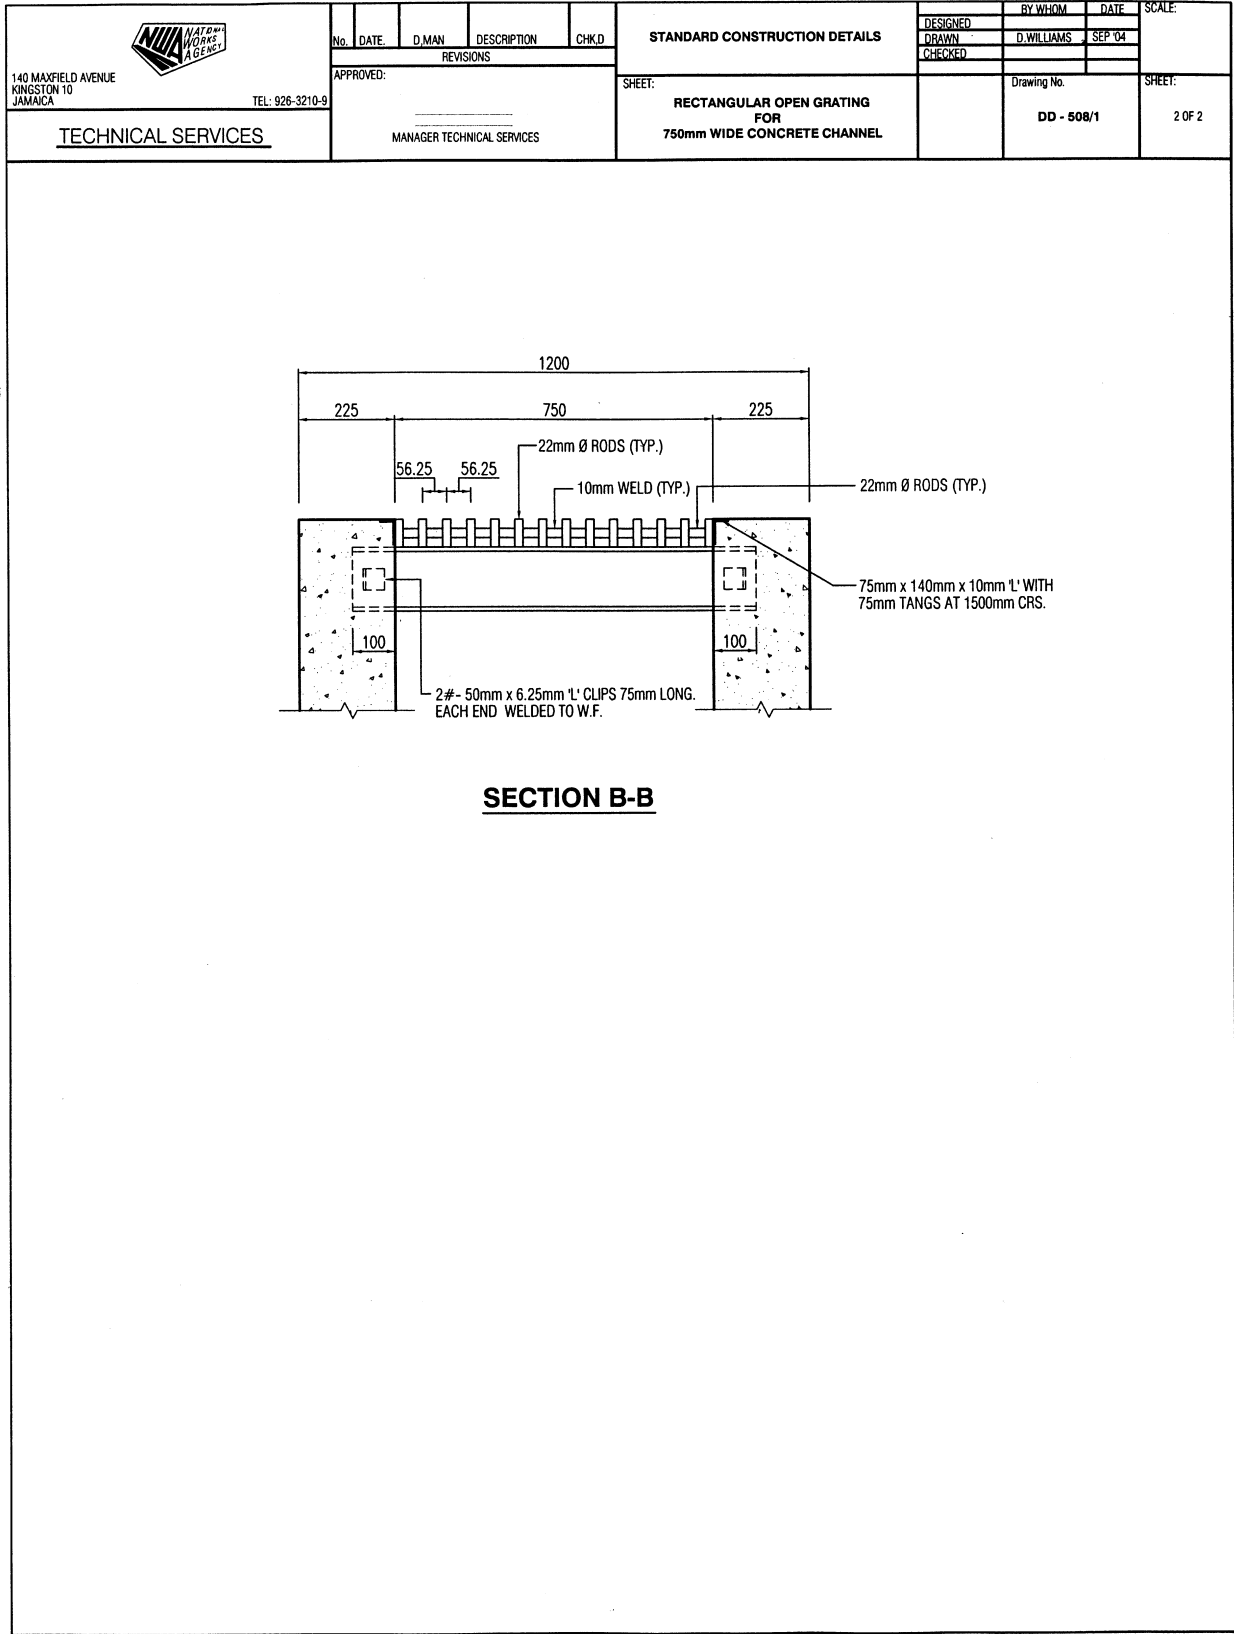 NWA NATIONAL
WORKS
AGENCY
140 MAXFIELD AVENUE
KINGSTON 10
JAMAICA
TEL: 926-3210-9
TECHNICAL SERVICES
No. DATE. D,MAN DESCRIPTION CHK,D
REVISIONS
APPROVED:
MANAGER TECHNICAL SERVICES
STANDARD CONSTRUCTION DETAILS
SHEET:
RECTANGULAR OPEN GRATING
FOR
750mm WIDE CONCRETE CHANNEL
BY WHOM DATE
DESIGNED
DRAWN D.WILLIAMS SEP '04
CHECKED
SCALE:
Drawing No.
DD - 508/1
SHEET:
2 OF 2
1200
225 750 225
22mm Ø RODS (TYP.)
56.25 56.25
10mm WELD (TYP.)
22mm Ø RODS (TYP.)
75mm x 140mm x 10mm 'L' WITH
75mm TANGS AT 1500mm CRS.
100 100
2#- 50mm x 6.25mm 'L' CLIPS 75mm LONG.
EACH END WELDED TO W.F.
SECTION B-B